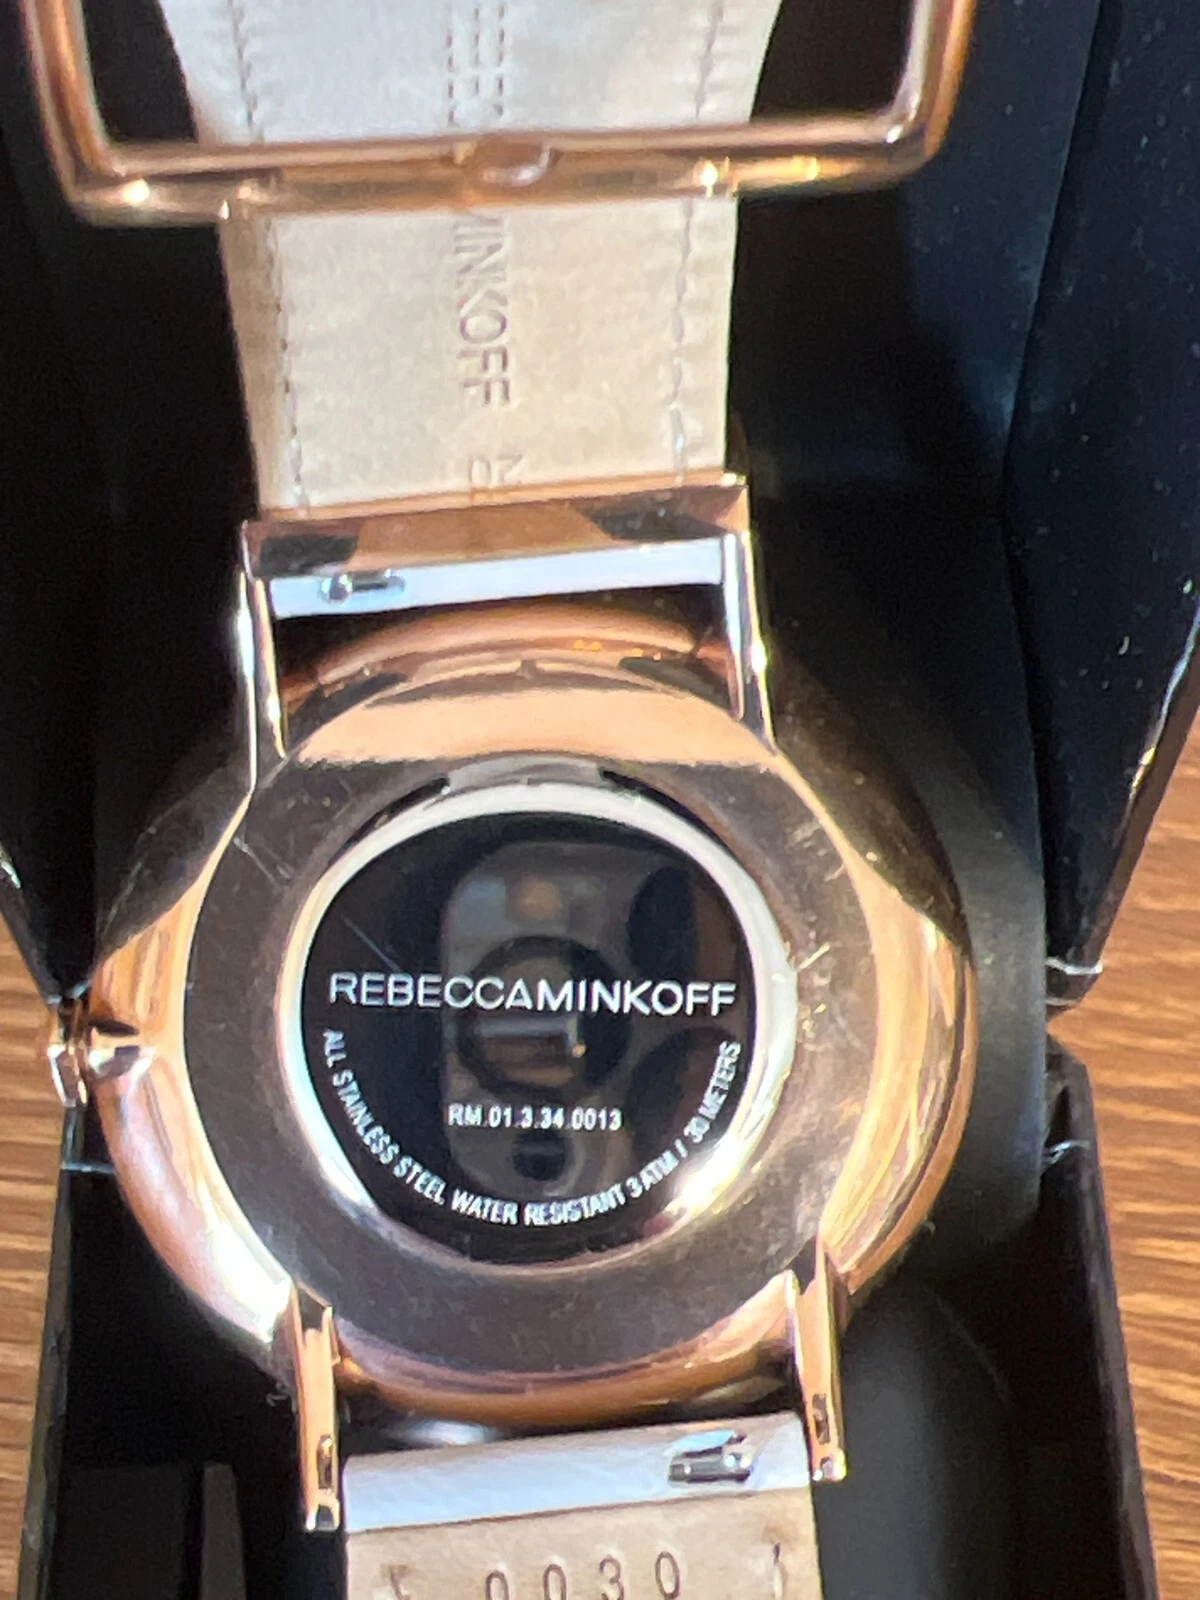 MINKOFF
REBECCAMINKOFF
RM.01.3.34.0013
ALL STAINLESS STEEL WATER RESISTANT 3 ATM / 30 METERS
0030